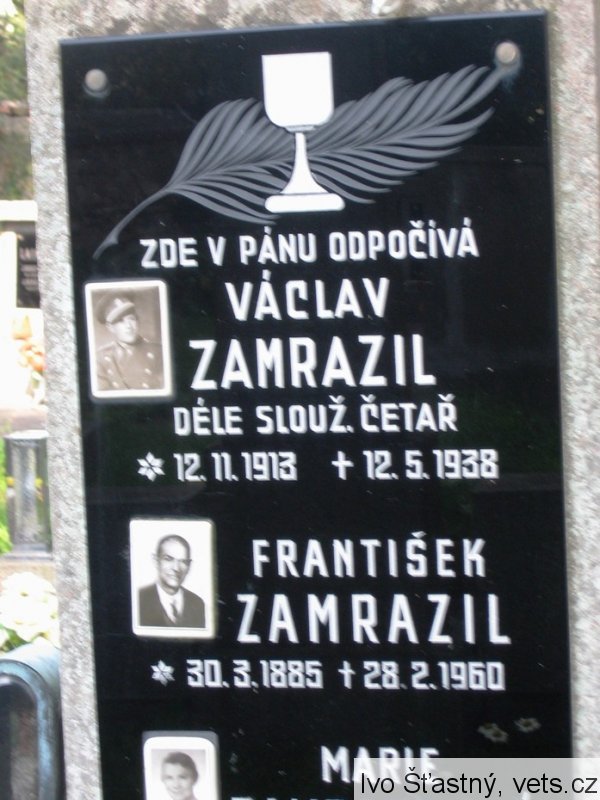 ZDE V PÁNU ODPOČÍVÁ
VÁCLAV
ZAMRAZIL
DÉLE SLOUŽ. ČETAŘ
* 12. 11. 1913 † 12. 5. 1938
FRANTIŠEK
ZAMRAZIL
* 30. 3. 1885 † 28. 2. 1960
MARIE
Ivo Šťastný, vets.cz